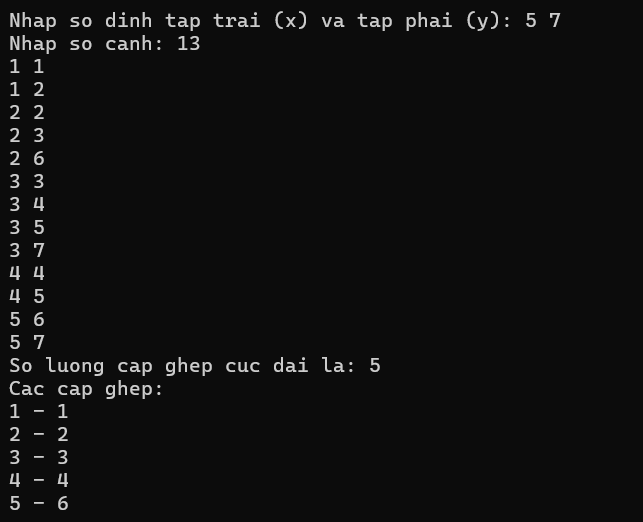 Nhap so dinh tap trai (x) va tap phai (y): 5 7
Nhap so canh: 13
1 1
1 2
2 2
2 3
2 6
3 3
3 4
3 5
3 7
4 4
4 5
5 6
5 7
So luong cap ghep cuc dai la: 5
Cac cap ghep:
1 - 1
2 - 2
3 - 3
4 - 4
5 - 6